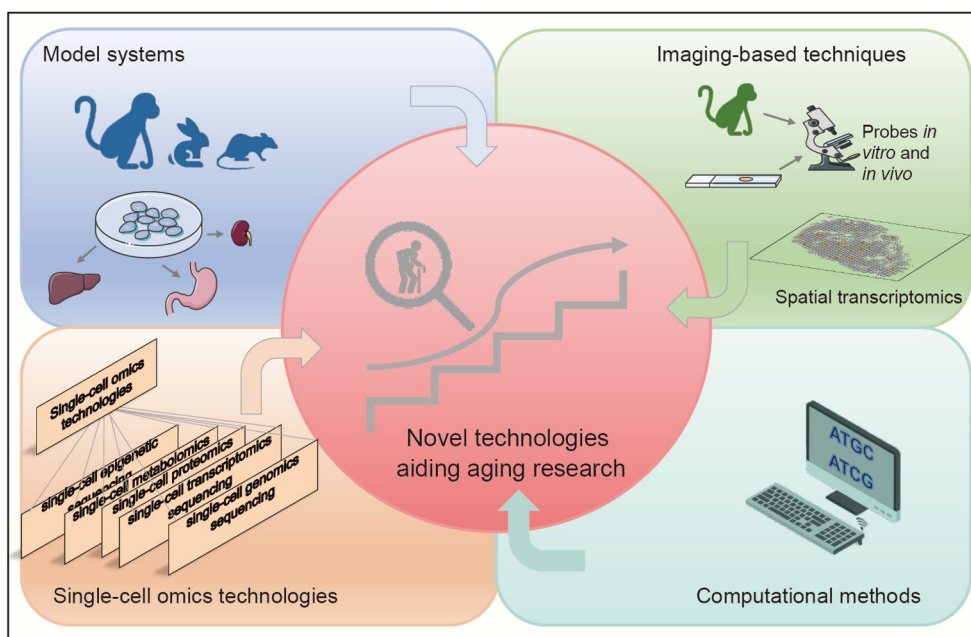 Model systems
Imaging-based techniques
Probes in
vitro and
in vivo
Spatial transcriptomics
Novel technologies
aiding aging research
Single-cell omics
technologies
single-cell epigenetic
sequencing
single-cell metabolomics
single-cell proteomics
single-cell transcriptomics
sequencing
single-cell genomics
sequencing
Single-cell omics technologies
ATGC
ATCG
Computational methods